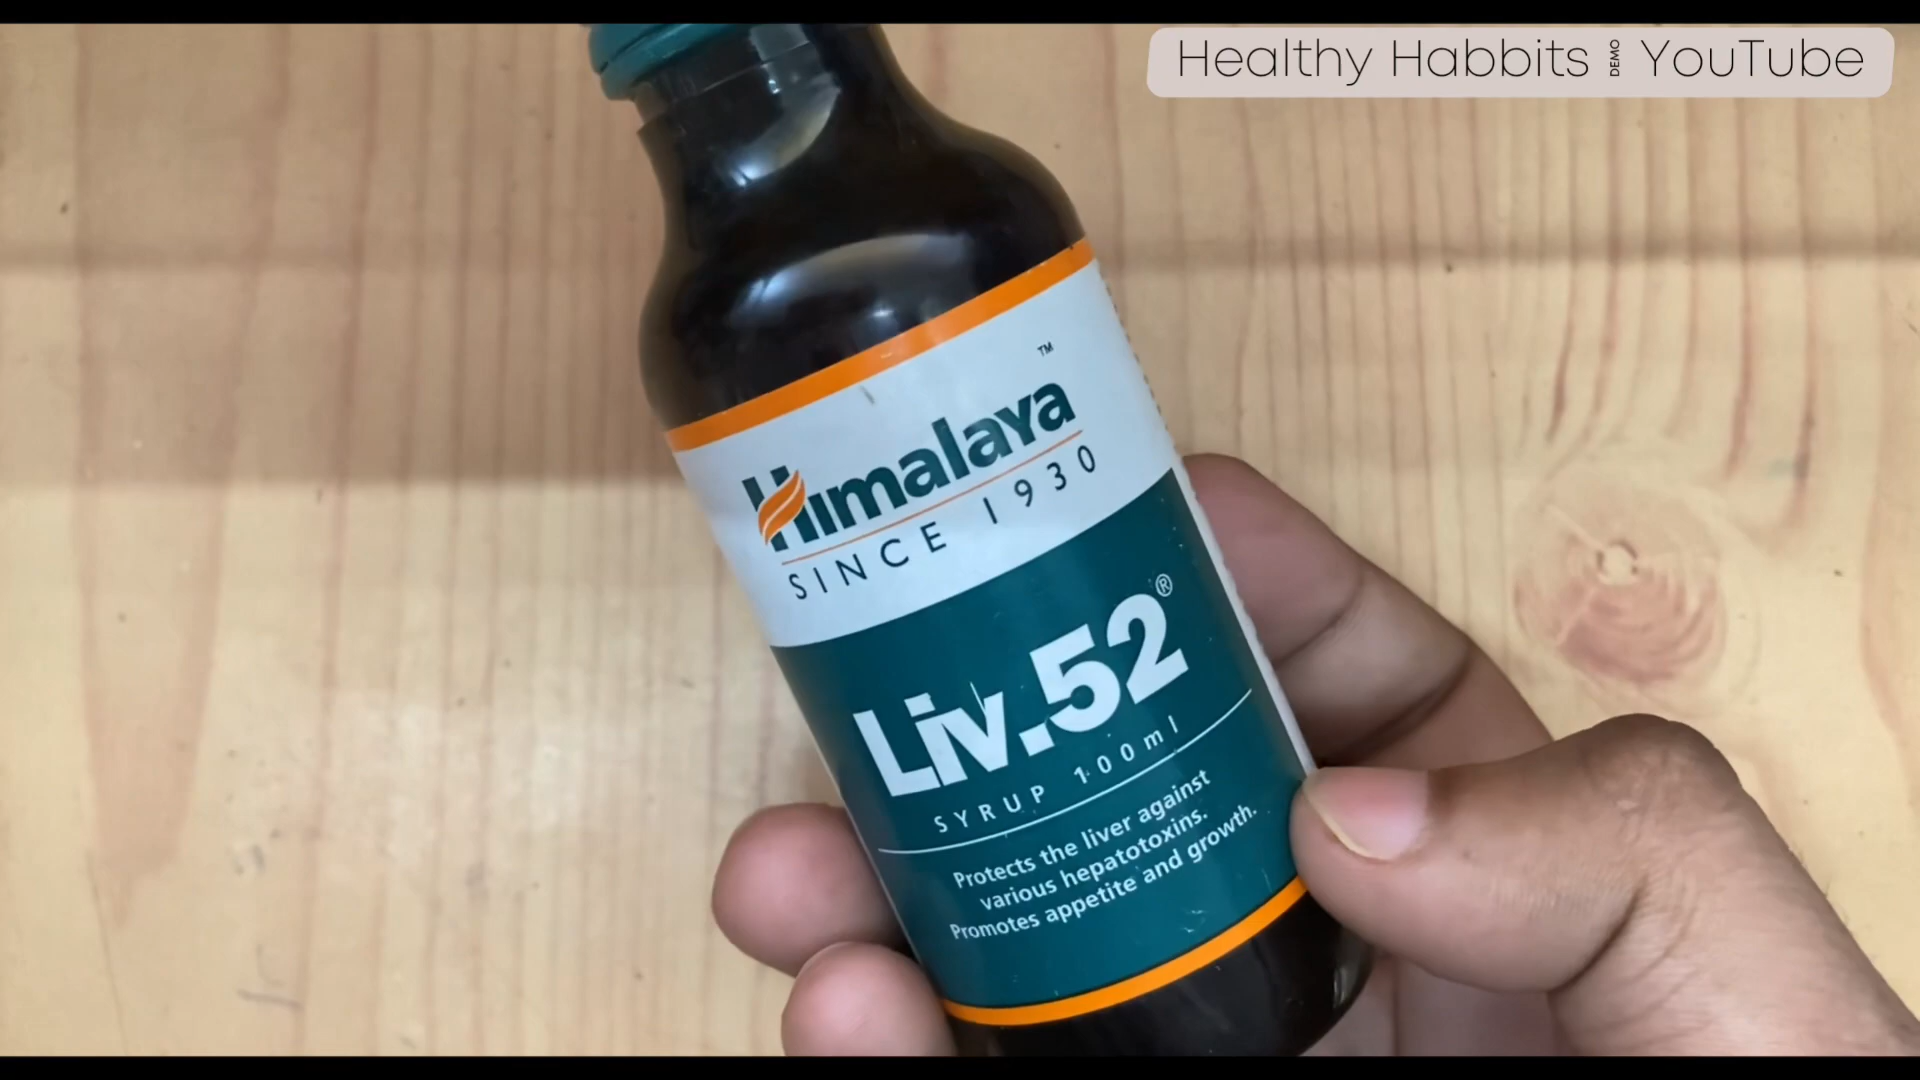 Healthy Habbits DEMO YouTube
Himalaya™
SINCE 1930
Liv.52®
SYRUP 100ml
Protects the liver against
various hepatotoxins.
Promotes appetite and growth.